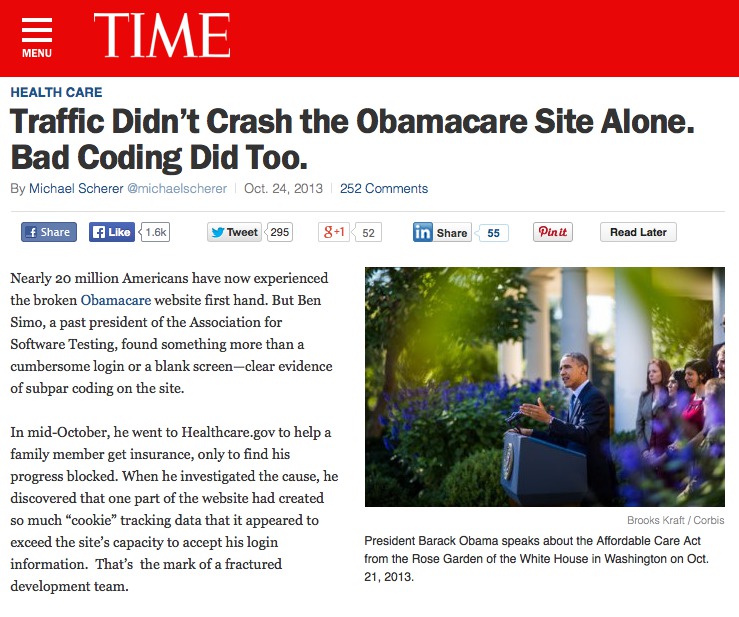 MENU
TIME
HEALTH CARE
Traffic Didn’t Crash the Obamacare Site Alone.
Bad Coding Did Too.
By Michael Scherer @michaelscherer | Oct. 24, 2013 | 252 Comments
f Share
f Like 1.6k
Tweet 295
g+1 52
in Share 55
Pin it
Read Later
Nearly 20 million Americans have now experienced
the broken Obamacare website first hand. But Ben
Simo, a past president of the Association for
Software Testing, found something more than a
cumbersome login or a blank screen—clear evidence
of subpar coding on the site.
In mid-October, he went to Healthcare.gov to help a
family member get insurance, only to find his
progress blocked. When he investigated the cause, he
discovered that one part of the website had created
so much “cookie” tracking data that it appeared to
exceed the site’s capacity to accept his login
information.  That’s  the mark of a fractured
development team.
Brooks Kraft / Corbis
President Barack Obama speaks about the Affordable Care Act
from the Rose Garden of the White House in Washington on Oct.
21, 2013.